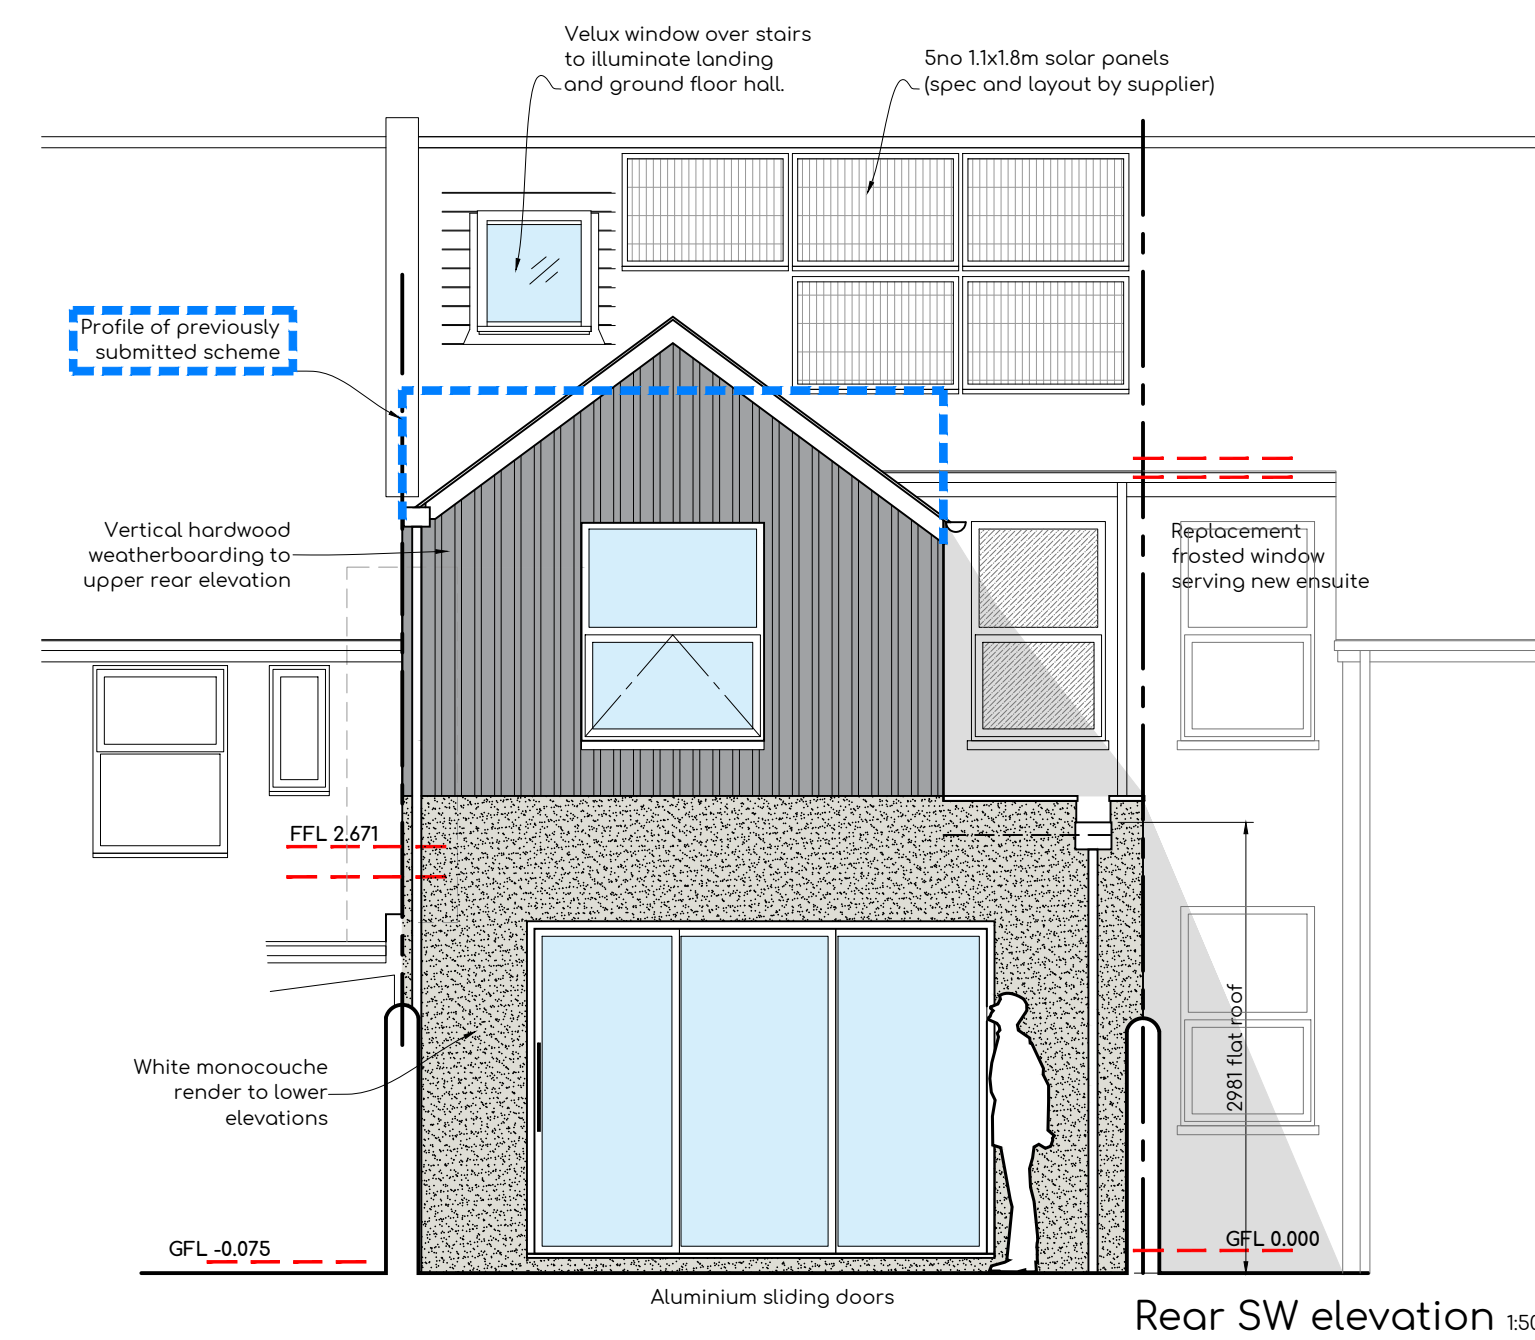 Velux window over stairs
to illuminate landing
and ground floor hall.
5no 1.1x1.8m solar panels
(spec and layout by supplier)
Profile of previously
submitted scheme
Vertical hardwood
weatherboarding to
upper rear elevation
Replacement
frosted window
serving new ensuite
FFL 2.671
White monocouche
render to lower
elevations
2981 flat roof
GFL -0.075
GFL 0.000
Aluminium sliding doors
Rear SW elevation 1:50